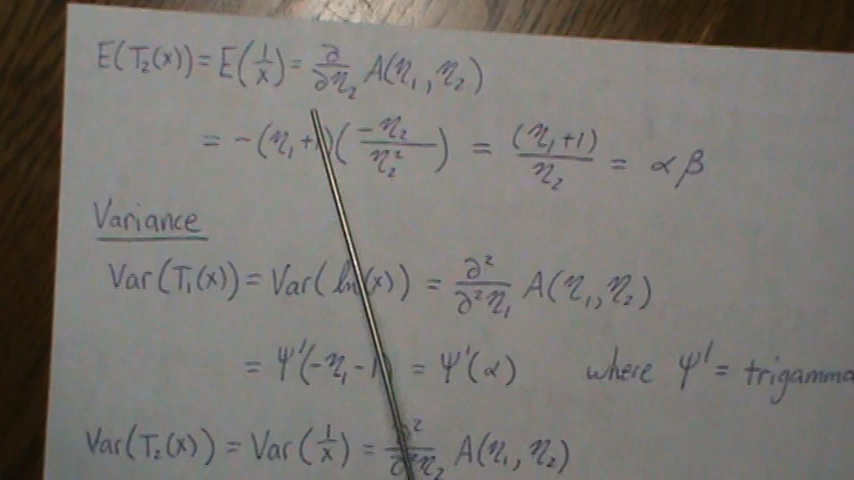 E(T₂(x)) = E(1/x) = ∂/∂η₂ A(η₁, η₂)
= -(η₁+1)(-η₂/η₂²) = (η₁+1)/η₂ = αβ
Variance
Var(T₁(x)) = Var(ln(x)) = ∂²/∂²η₁ A(η₁, η₂)
= Ψ'(-η₁-1) = Ψ'(α) where Ψ' = trigamma
Var(T₂(x)) = Var(1/x) = ∂²/∂²η₂ A(η₁, η₂)